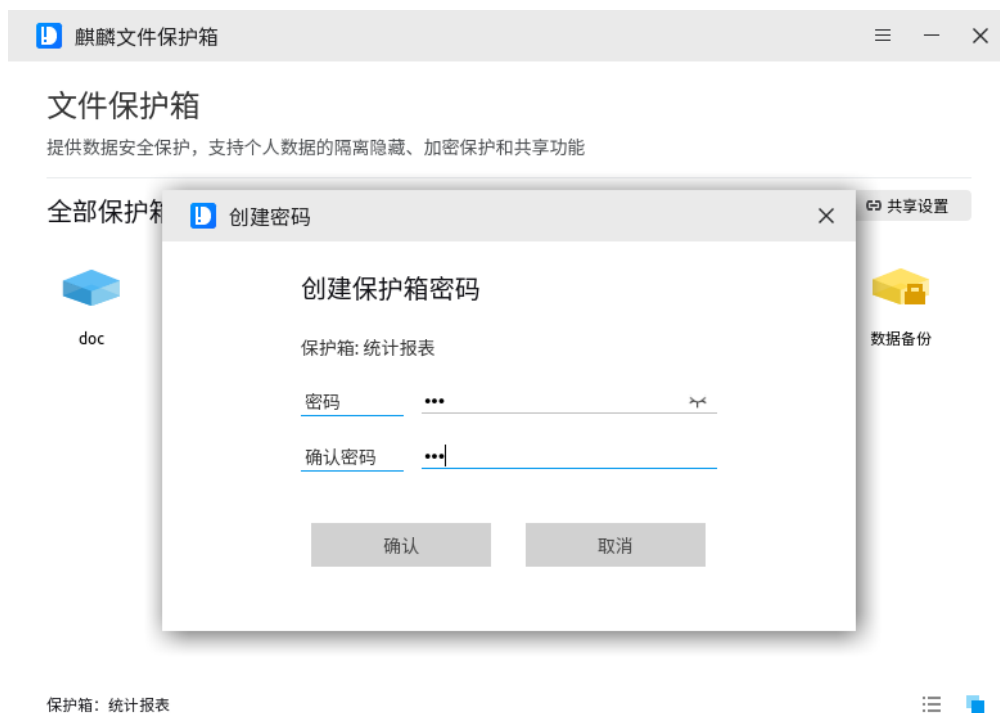 麒麟文件保护箱
文件保护箱
提供数据安全保护，支持个人数据的隔离隐藏、加密保护和共享功能
全部保护箱
共享设置
创建密码
创建保护箱密码
doc
数据备份
保护箱: 统计报表
密码 •••
确认密码 •••
确认
取消
保护箱：统计报表